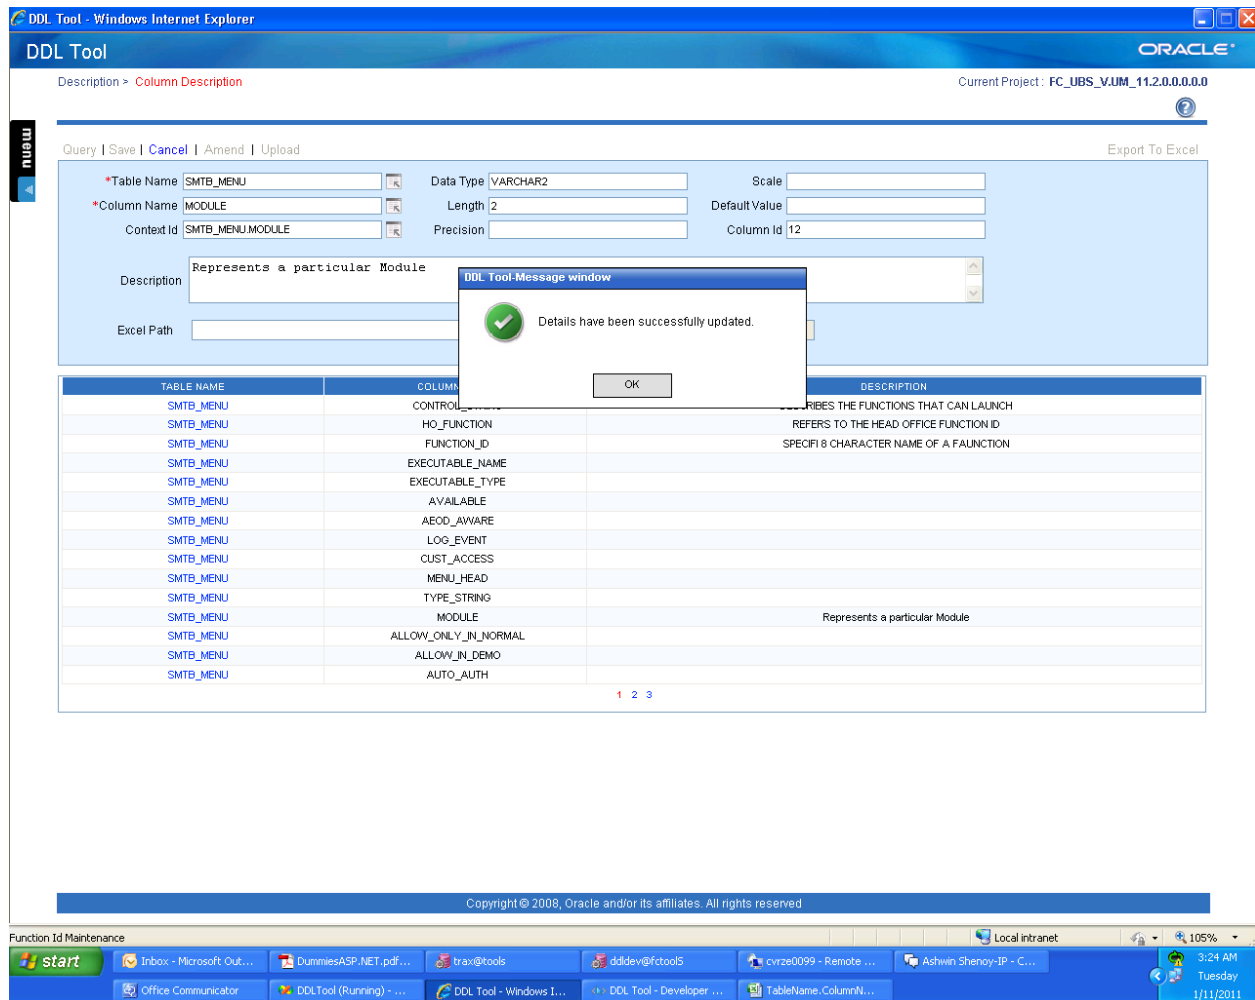 DDL Tool - Windows Internet Explorer
DDL Tool
ORACLE
Description > Column Description
Current Project : FC_UBS_V.UM_11.2.0.0.0.0.0
menu
Query | Save | Cancel | Amend | Upload
Export To Excel
*Table Name SMTB_MENU Data Type VARCHAR2 Scale
*Column Name MODULE Length 2 Default Value
Context Id SMTB_MENU.MODULE Precision Column Id 12
Description Represents a particular Module
DDL Tool-Message window
Details have been successfully updated.
OK
Excel Path
TABLE NAME COLUMN DESCRIPTION
SMTB_MENU REFERS TO THE FUNCTIONS THAT CAN LAUNCH
SMTB_MENU HO_FUNCTION REFERS TO THE HEAD OFFICE FUNCTION ID
SMTB_MENU FUNCTION_ID SPECIFI 8 CHARACTER NAME OF A FAUNCTION
SMTB_MENU EXECUTABLE_NAME
SMTB_MENU EXECUTABLE_TYPE
SMTB_MENU AVAILABLE
SMTB_MENU AEOD_AWARE
SMTB_MENU LOG_EVENT
SMTB_MENU CUST_ACCESS
SMTB_MENU MENU_HEAD
SMTB_MENU TYPE_STRING
SMTB_MENU MODULE Represents a particular Module
SMTB_MENU ALLOW_ONLY_IN_NORMAL
SMTB_MENU ALLOW_IN_DEMO
SMTB_MENU AUTO_AUTH
1 2 3
Copyright © 2008, Oracle and/or its affiliates. All rights reserved
Function Id Maintenance
Local intranet
105%
start
Inbox - Microsoft Out...
DummiesASP.NET.pdf...
trax@tools
ddldev@fctool5
cvrze0099 - Remote ...
Ashwin Shenoy-IP - C...
3:24 AM
Office Communicator
DDLTool (Running) - ...
DDL Tool - Windows I...
DDL Tool - Developer ...
TableName.ColumnN...
Tuesday
1/11/2011